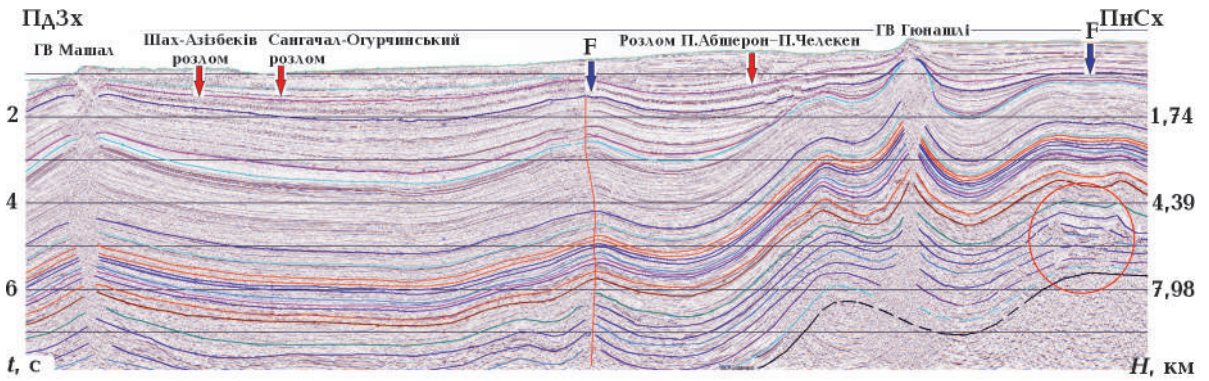 ПдЗх
ПнСх
ГВ Машал
Шах-Азізбеків
розлом
Сангачал-Огурчинський
розлом
F
Розлом П.Абшерон–П.Челекен
ГВ Гюнашлі
F
2
1,74
4
4,39
6
7,98
t, с
H, км